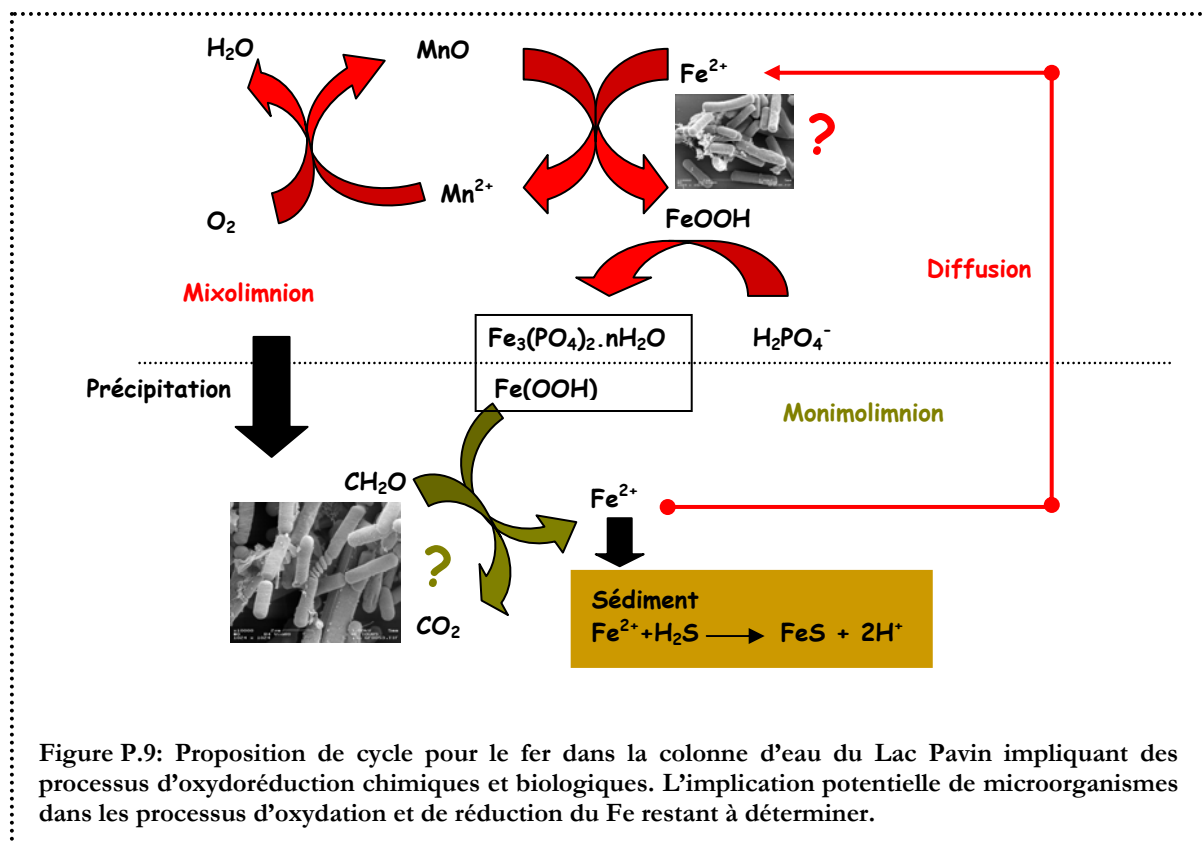 H₂O
MnO
Fe²⁺
?
O₂
Mn²⁺
FeOOH
Mixolimnion
Diffusion
Fe₃(PO₄)₂.nH₂O
H₂PO₄⁻
Précipitation
Fe(OOH)
Monimolimnion
CH₂O
Fe²⁺
?
CO₂
Sédiment
Fe²⁺+H₂S → FeS + 2H⁺
Figure P.9: Proposition de cycle pour le fer dans la colonne d’eau du Lac Pavin impliquant des
processus d’oxydoréduction chimiques et biologiques. L’implication potentielle de microorganismes
dans les processus d’oxydation et de réduction du Fe restant à déterminer.